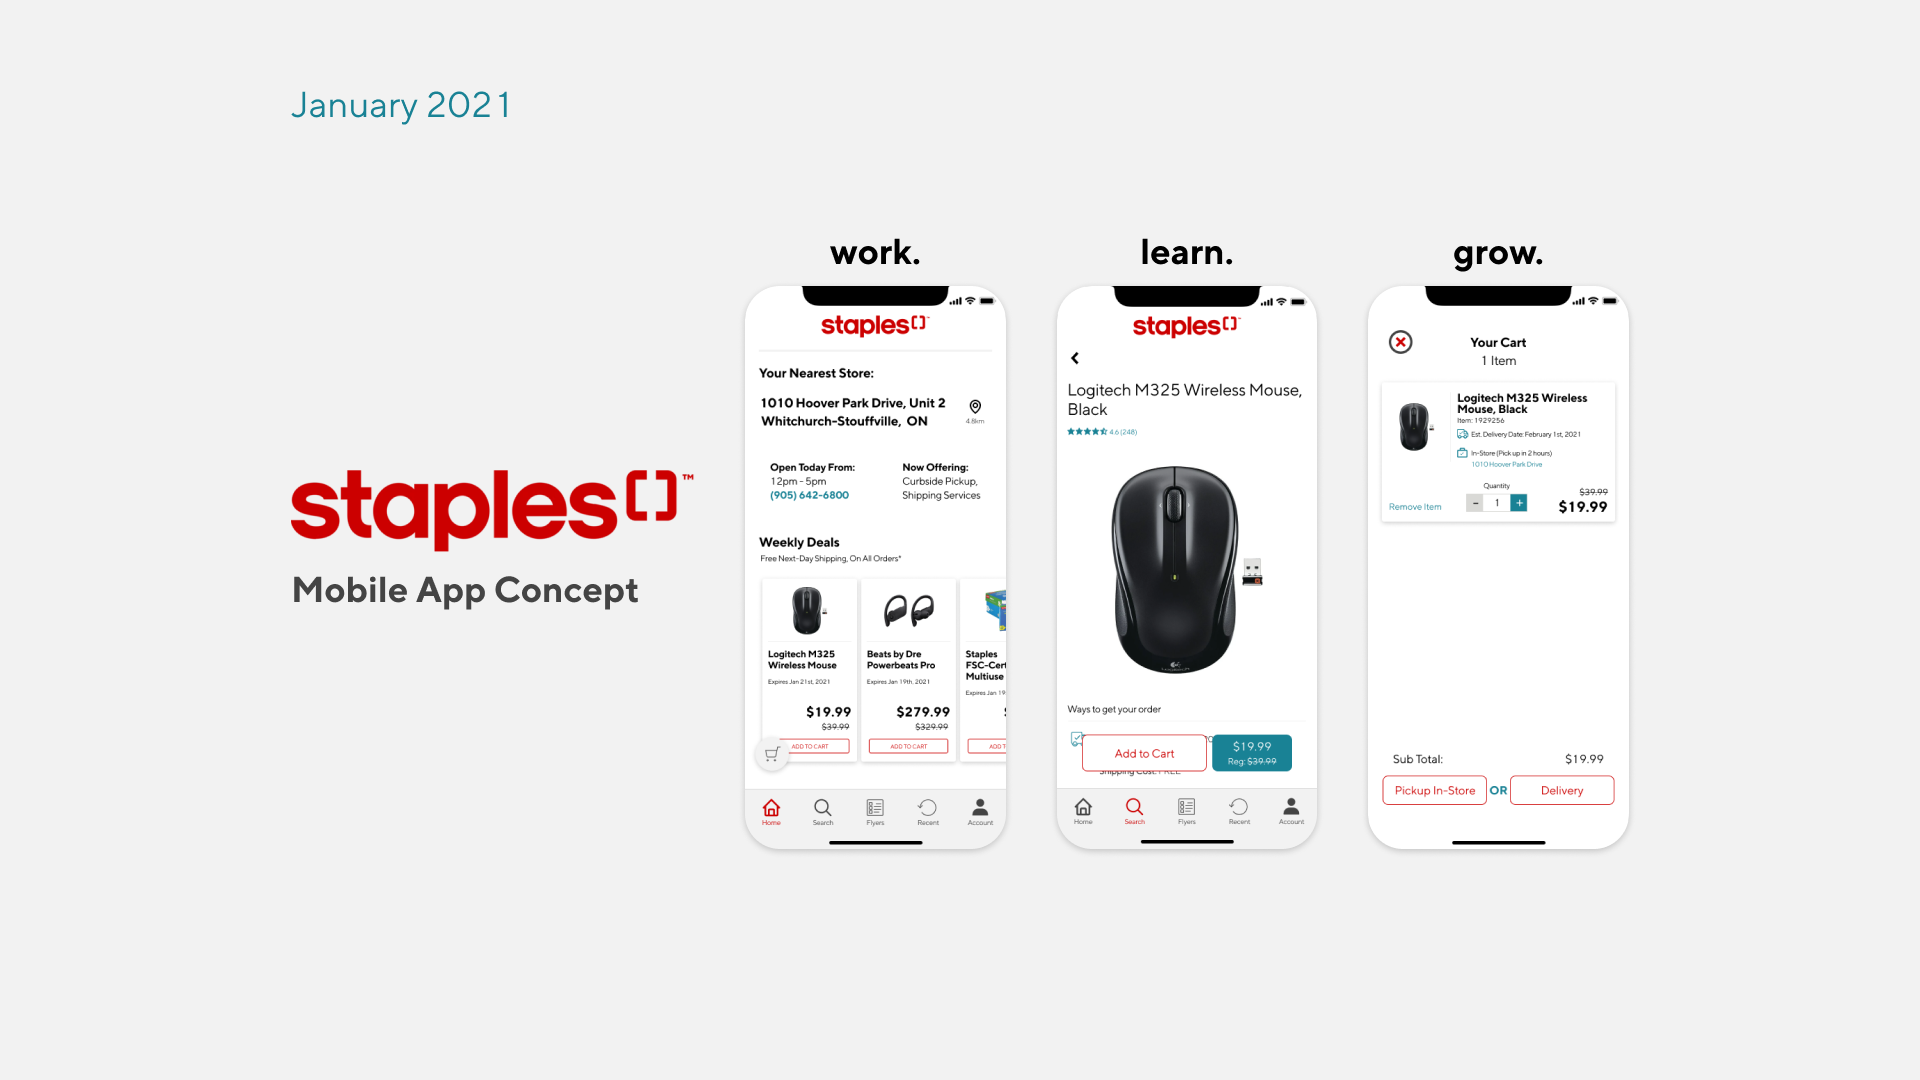 January 2021
staples™
Mobile App Concept
work.
staples™
Your Nearest Store:
1010 Hoover Park Drive, Unit 2
Whitchurch-Stouffville, ON
4.8km
Open Today From:
12pm - 5pm
(905) 642-6800
Now Offering:
Curbside Pickup,
Shipping Services
Weekly Deals
Free Next-Day Shipping, On All Orders*
Logitech M325
Wireless Mouse
Expires Jan 21st, 2021
$19.99
$39.99
ADD TO CART
Beats by Dre
Powerbeats Pro
Expires Jan 19th, 2021
$279.99
$329.99
ADD TO CART
Staples
FSC-Cert
Multiuse
Expires Jan 19
$
ADD T
Home
Search
Flyers
Recent
Account
learn.
staples™
Logitech M325 Wireless Mouse,
Black
4.6 (248)
Logitech
Ways to get your order
Add to Cart
$19.99
Reg: $39.99
Shipping Cost: FREE
Home
Search
Flyers
Recent
Account
grow.
Your Cart
1 Item
Logitech M325 Wireless
Mouse, Black
Item: 1929256
Est. Delivery Date: February 1st, 2021
In-Store (Pick up in 2 hours)
1010 Hoover Park Drive
Quantity
- 1 +
Remove Item
$39.99
$19.99
Sub Total:
$19.99
Pickup In-Store
OR
Delivery